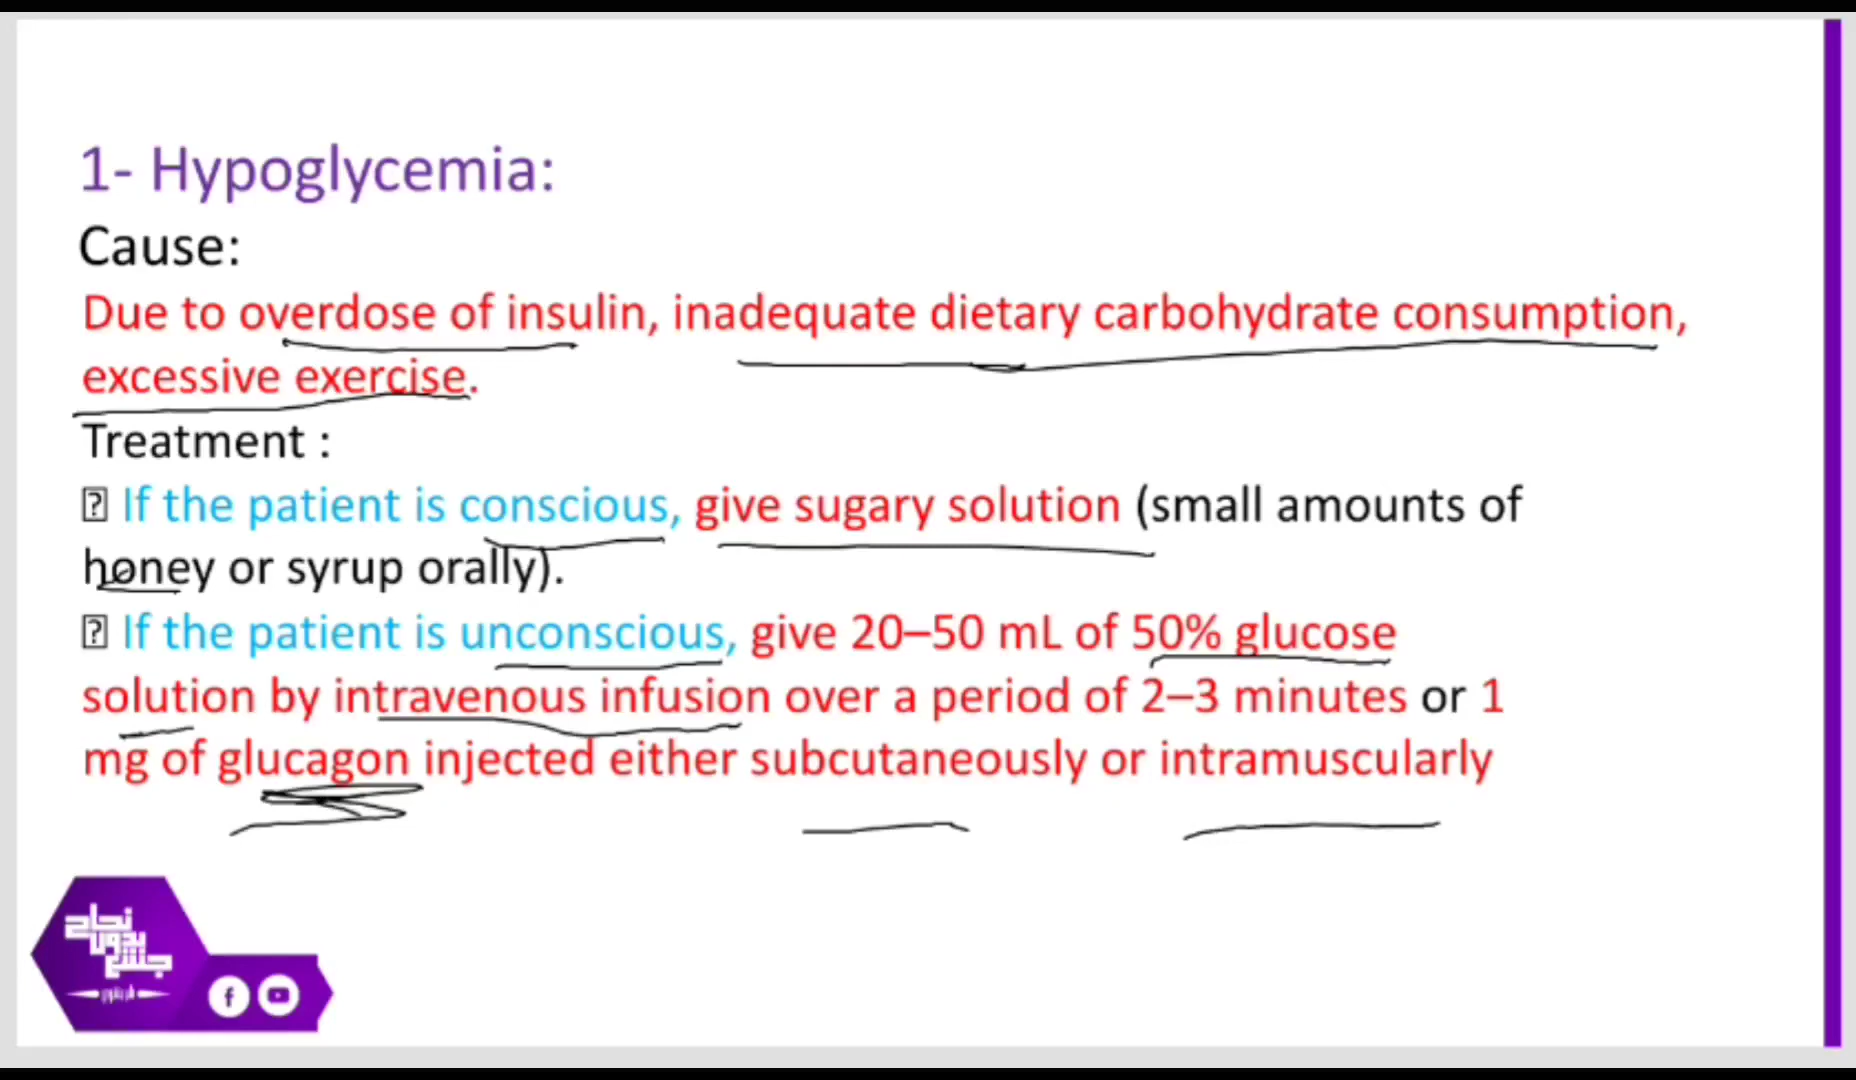 1- Hypoglycemia:
Cause:
Due to overdose of insulin, inadequate dietary carbohydrate consumption,
excessive exercise.
Treatment :
⍰ If the patient is conscious, give sugary solution (small amounts of
honey or syrup orally).
⍰ If the patient is unconscious, give 20–50 mL of 50% glucose
solution by intravenous infusion over a period of 2–3 minutes or 1
mg of glucagon injected either subcutaneously or intramuscularly
نجاح
بدون